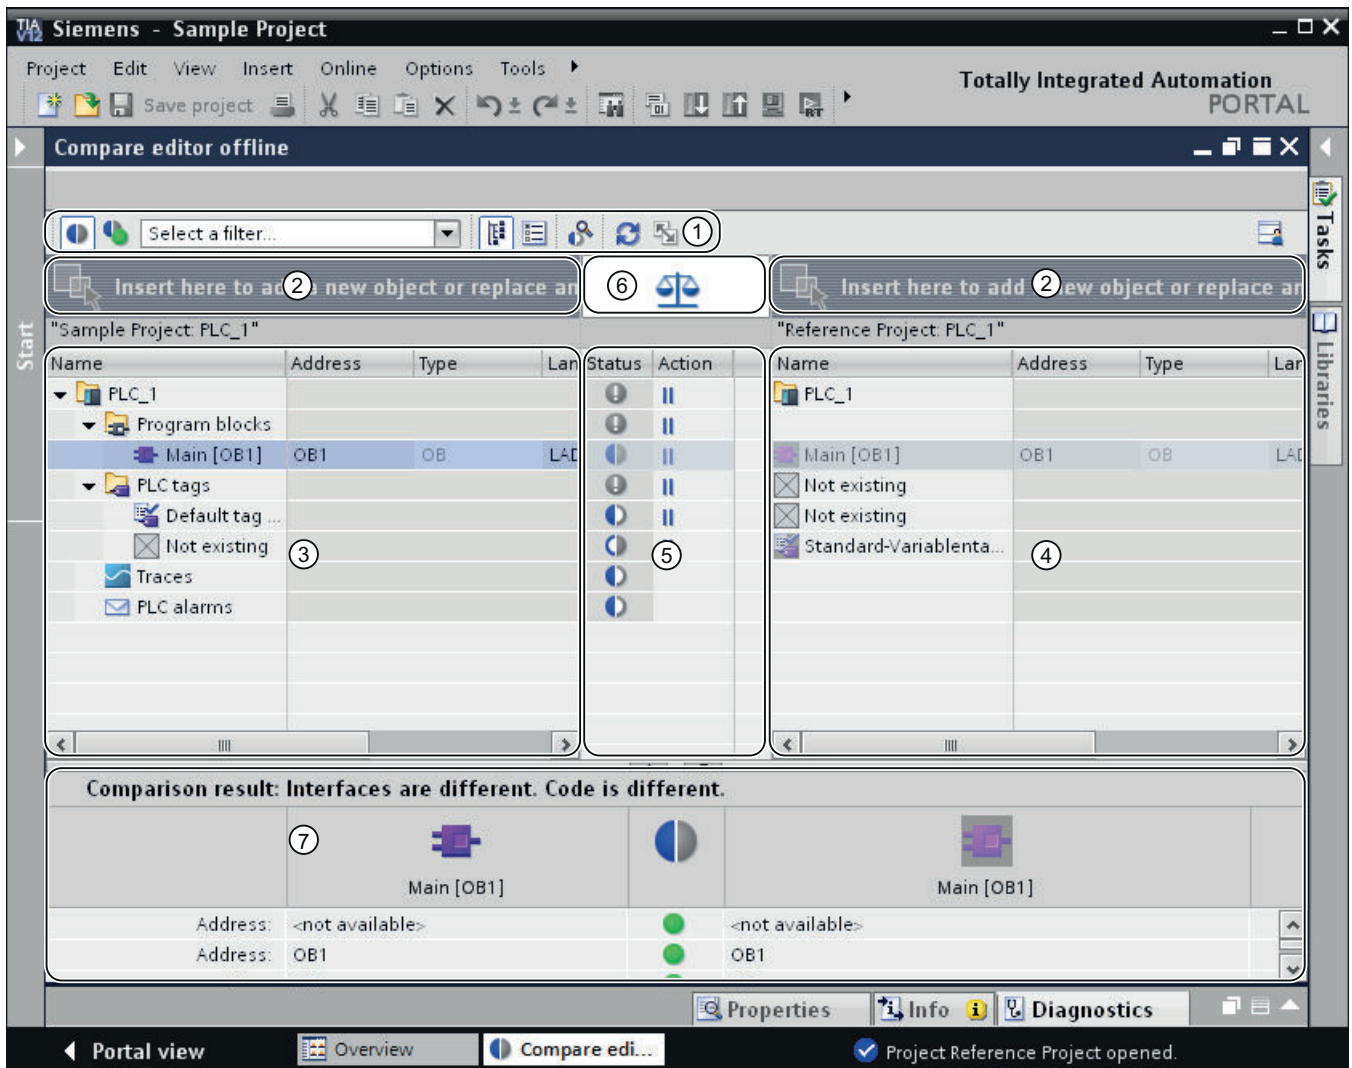 TIA V12 Siemens - Sample Project
Project Edit View Insert Online Options Tools
Totally Integrated Automation
PORTAL
Save project
Compare editor offline
Start
Select a filter...
1
Tasks
Libraries
Insert here to ad 2 new object or replace an
6
Insert here to add 2 ew object or replace ar
"Sample Project: PLC_1"
"Reference Project: PLC_1"
Name Address Type Lan Status Action Name Address Type Lar
PLC_1 PLC_1
Program blocks
Main [OB1] OB1 OB LAD Main [OB1] OB1 OB LAD
PLC tags Not existing
Default tag ... Not existing
Not existing 3 5 Standard-Variablenta... 4
Traces
PLC alarms
Comparison result: Interfaces are different. Code is different.
7
Main [OB1] Main [OB1]
Address: <not available> <not available>
Address: OB1 OB1
Properties Info Diagnostics
Portal view Overview Compare edi... Project Reference Project opened.